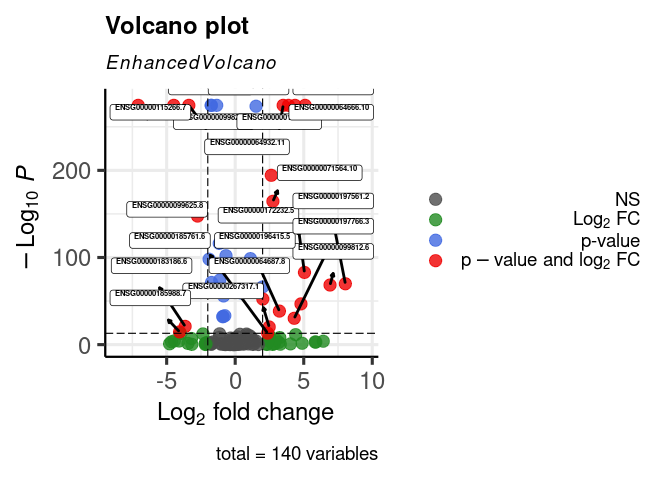 Volcano plot
EnhancedVolcano
ENSG00000115266.7
ENSG00000064666.10
ENSG00000064932.11
ENSG00000071564.10
ENSG00000197561.2
ENSG00000099625.8
ENSG00000172232.5
ENSG00000197766.3
ENSG00000185761.6
ENSG00000196415.5
ENSG00000099812.6
ENSG00000183186.6
ENSG00000064687.8
ENSG00000267317.1
ENSG00000185988.7
− Log10 P
200
100
0
-5
0
5
10
Log2 fold change
NS
Log2 FC
p-value
p − value and log2 FC
total = 140 variables